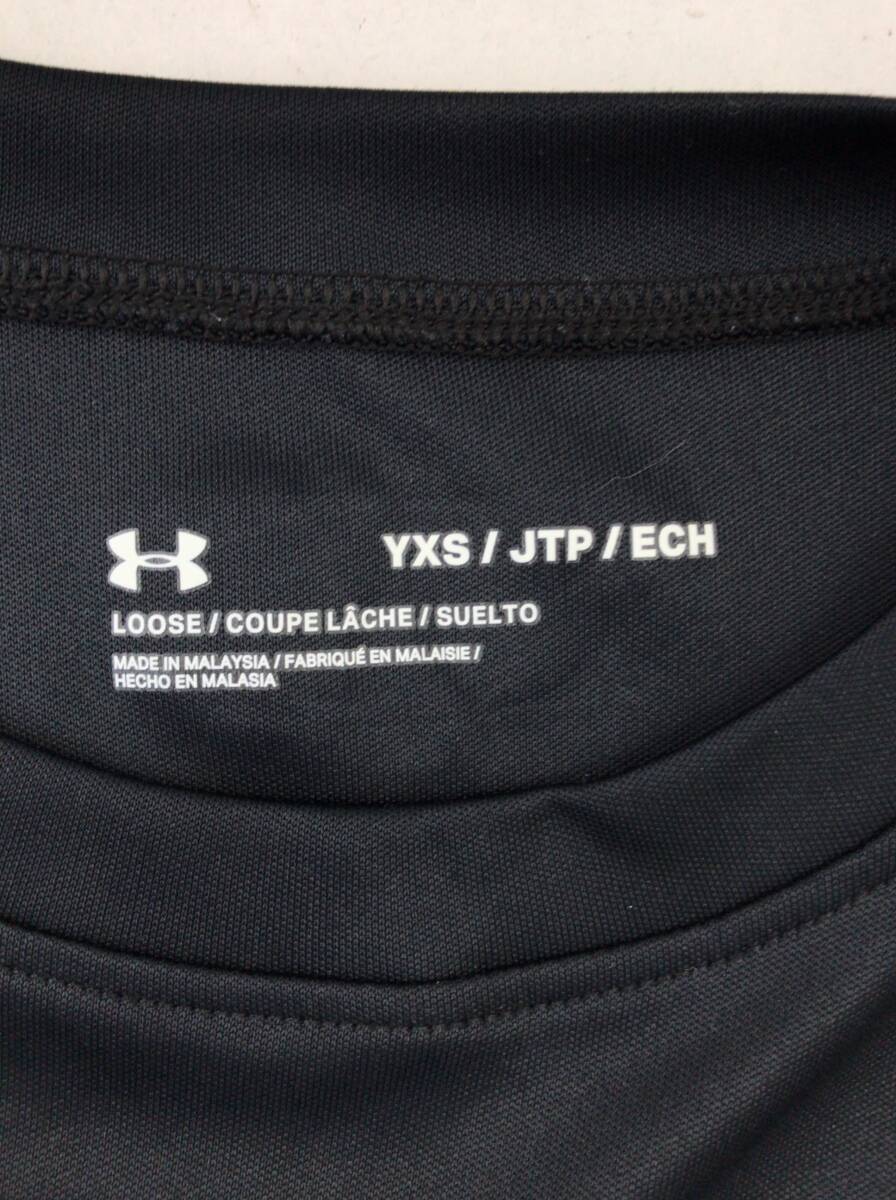 YXS / JTP / ECH
LOOSE / COUPE LÂCHE / SUELTO
MADE IN MALAYSIA / FABRIQUÉ EN MALAISIE /
HECHO EN MALASIA